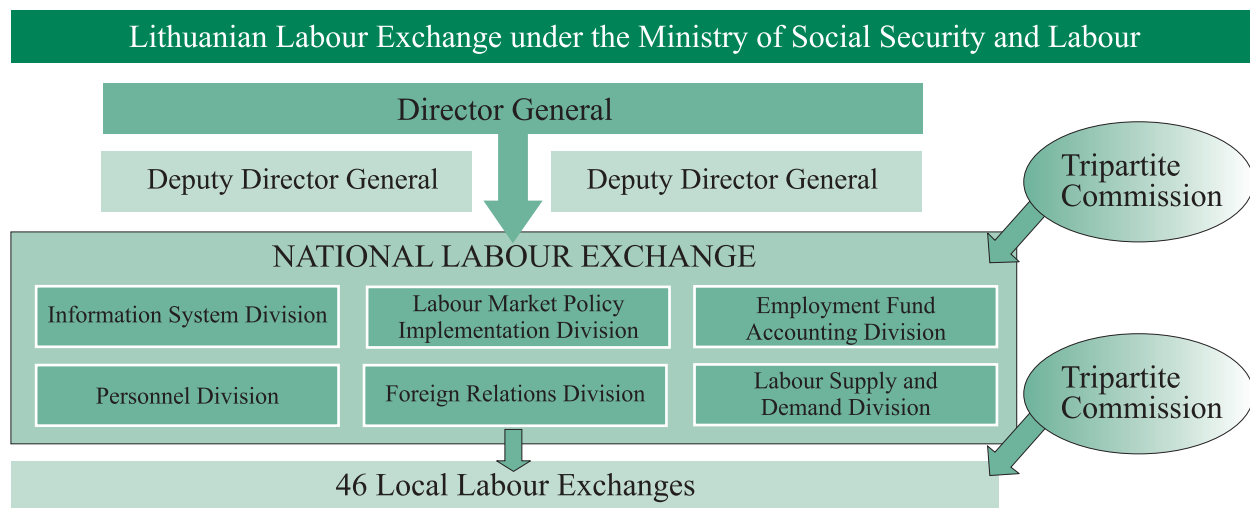 Lithuanian Labour Exchange under the Ministry of Social Security and Labour
Director General
Deputy Director General
Deputy Director General
Tripartite
Commission
NATIONAL LABOUR EXCHANGE
Information System Division
Labour Market Policy
Implementation Division
Employment Fund
Accounting Division
Personnel Division
Foreign Relations Division
Labour Supply and
Demand Division
Tripartite
Commission
46 Local Labour Exchanges